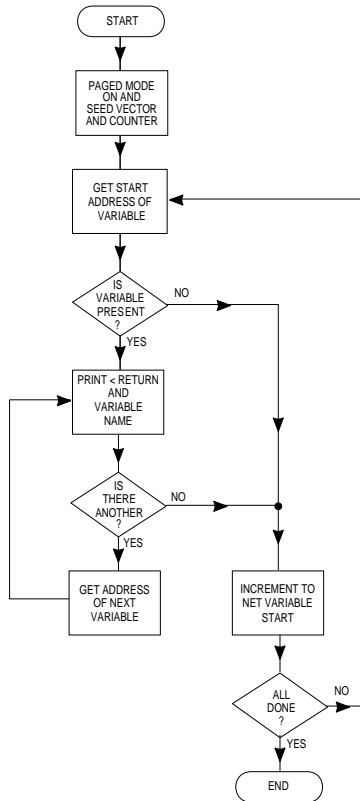 START
PAGED MODE
ON AND
SEED VECTOR
AND COUNTER
GET START
ADDRESS OF
VARIABLE
IS
VARIABLE
PRESENT
?
NO
YES
PRINT < RETURN
AND
VARIABLE
NAME
IS
THERE
ANOTHER
?
NO
YES
GET ADDRESS
OF NEXT
VARIABLE
INCREMENT TO
NET VARIABLE
START
ALL
DONE
?
NO
YES
END